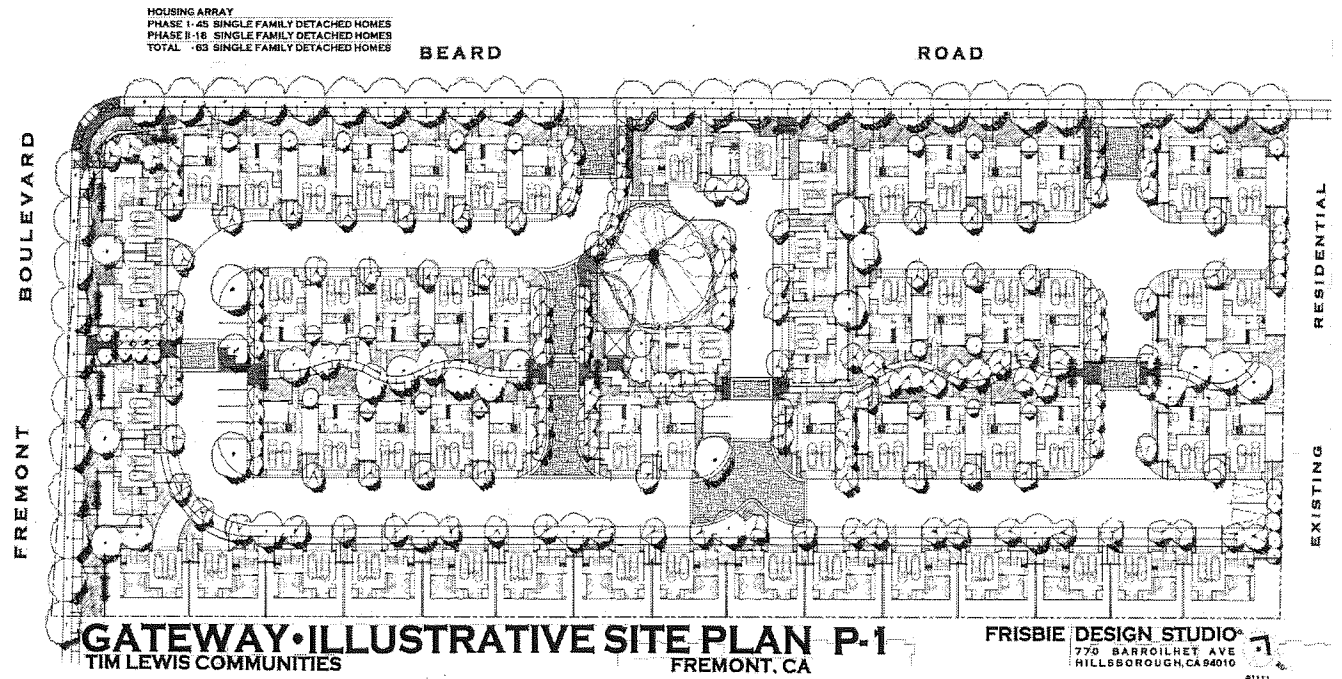 HOUSING ARRAY
PHASE I-45 SINGLE FAMILY DETACHED HOMES
PHASE II-18 SINGLE FAMILY DETACHED HOMES
TOTAL -63 SINGLE FAMILY DETACHED HOMES
BEARD ROAD
FREMONT BOULEVARD
EXISTING RESIDENTIAL
GATEWAY•ILLUSTRATIVE SITE PLAN P-1
TIM LEWIS COMMUNITIES
FREMONT, CA
FRISBIE DESIGN STUDIO
770 BARROILHET AVE
HILLSBOROUGH, CA 94010